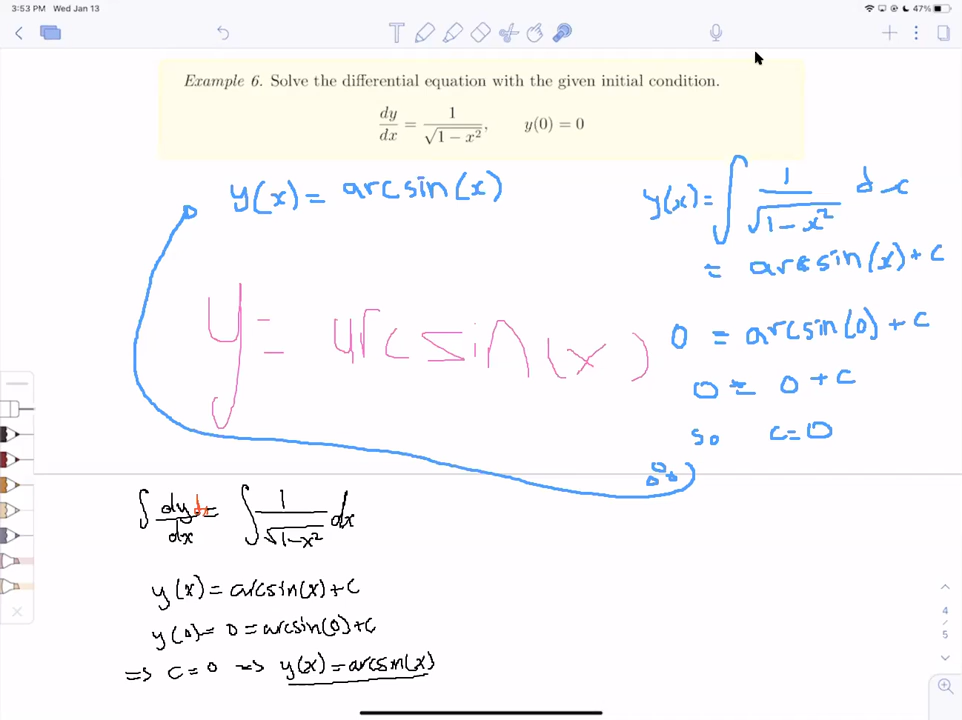 3:53 PM Wed Jan 13
47%
T
Example 6. Solve the differential equation with the given initial condition.
dy/dx = 1/√(1 − x²), y(0) = 0
y(x) = arcsin(x)
y(x) = ∫ 1/√(1−x²) dx
= arcsin(x) + c
y = arcsin(x)
0 = arcsin(0) + c
0 = 0 + c
so c = 0
∫ dy/dx dx = ∫ 1/√(1−x²) dx
y(x) = arcsin(x) + c
y(0) = 0 = arcsin(0) + c
=> c = 0 => y(x) = arcsin(x)
4
/
5